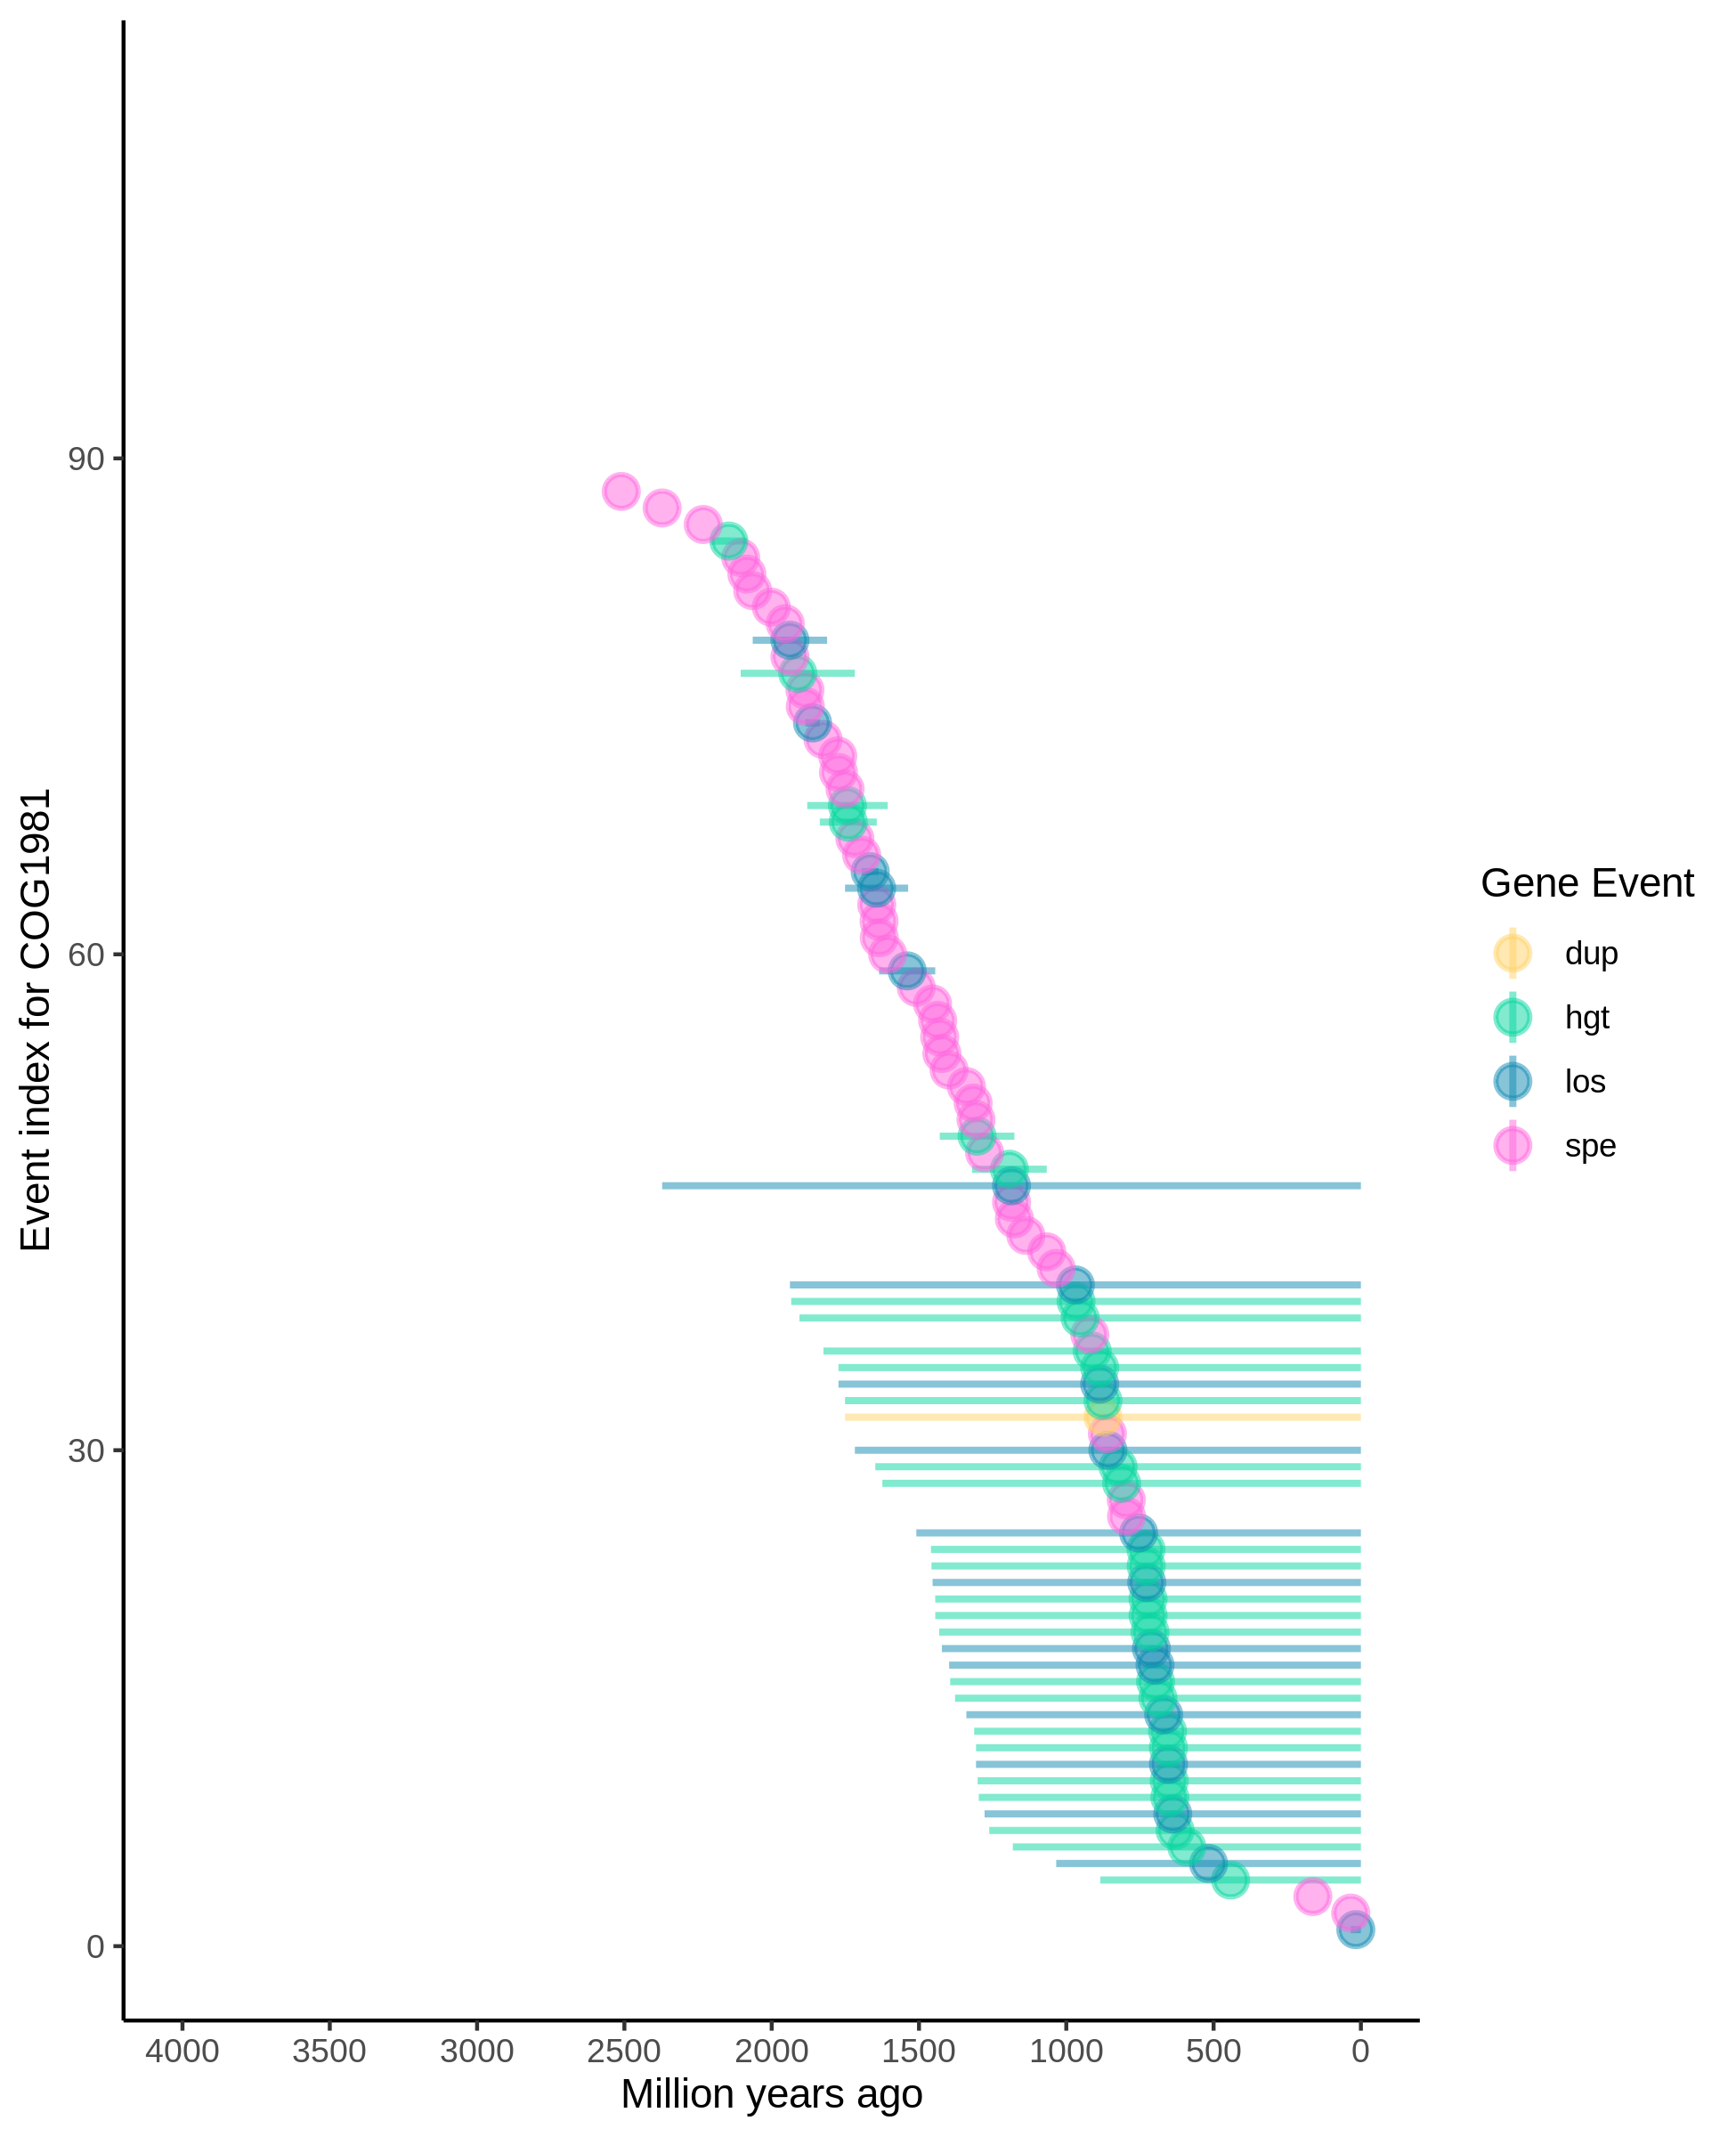 Event index for COG1981
90
60
30
0
4000 3500 3000 2500 2000 1500 1000 500 0
Million years ago
Gene Event
dup
hgt
los
spe